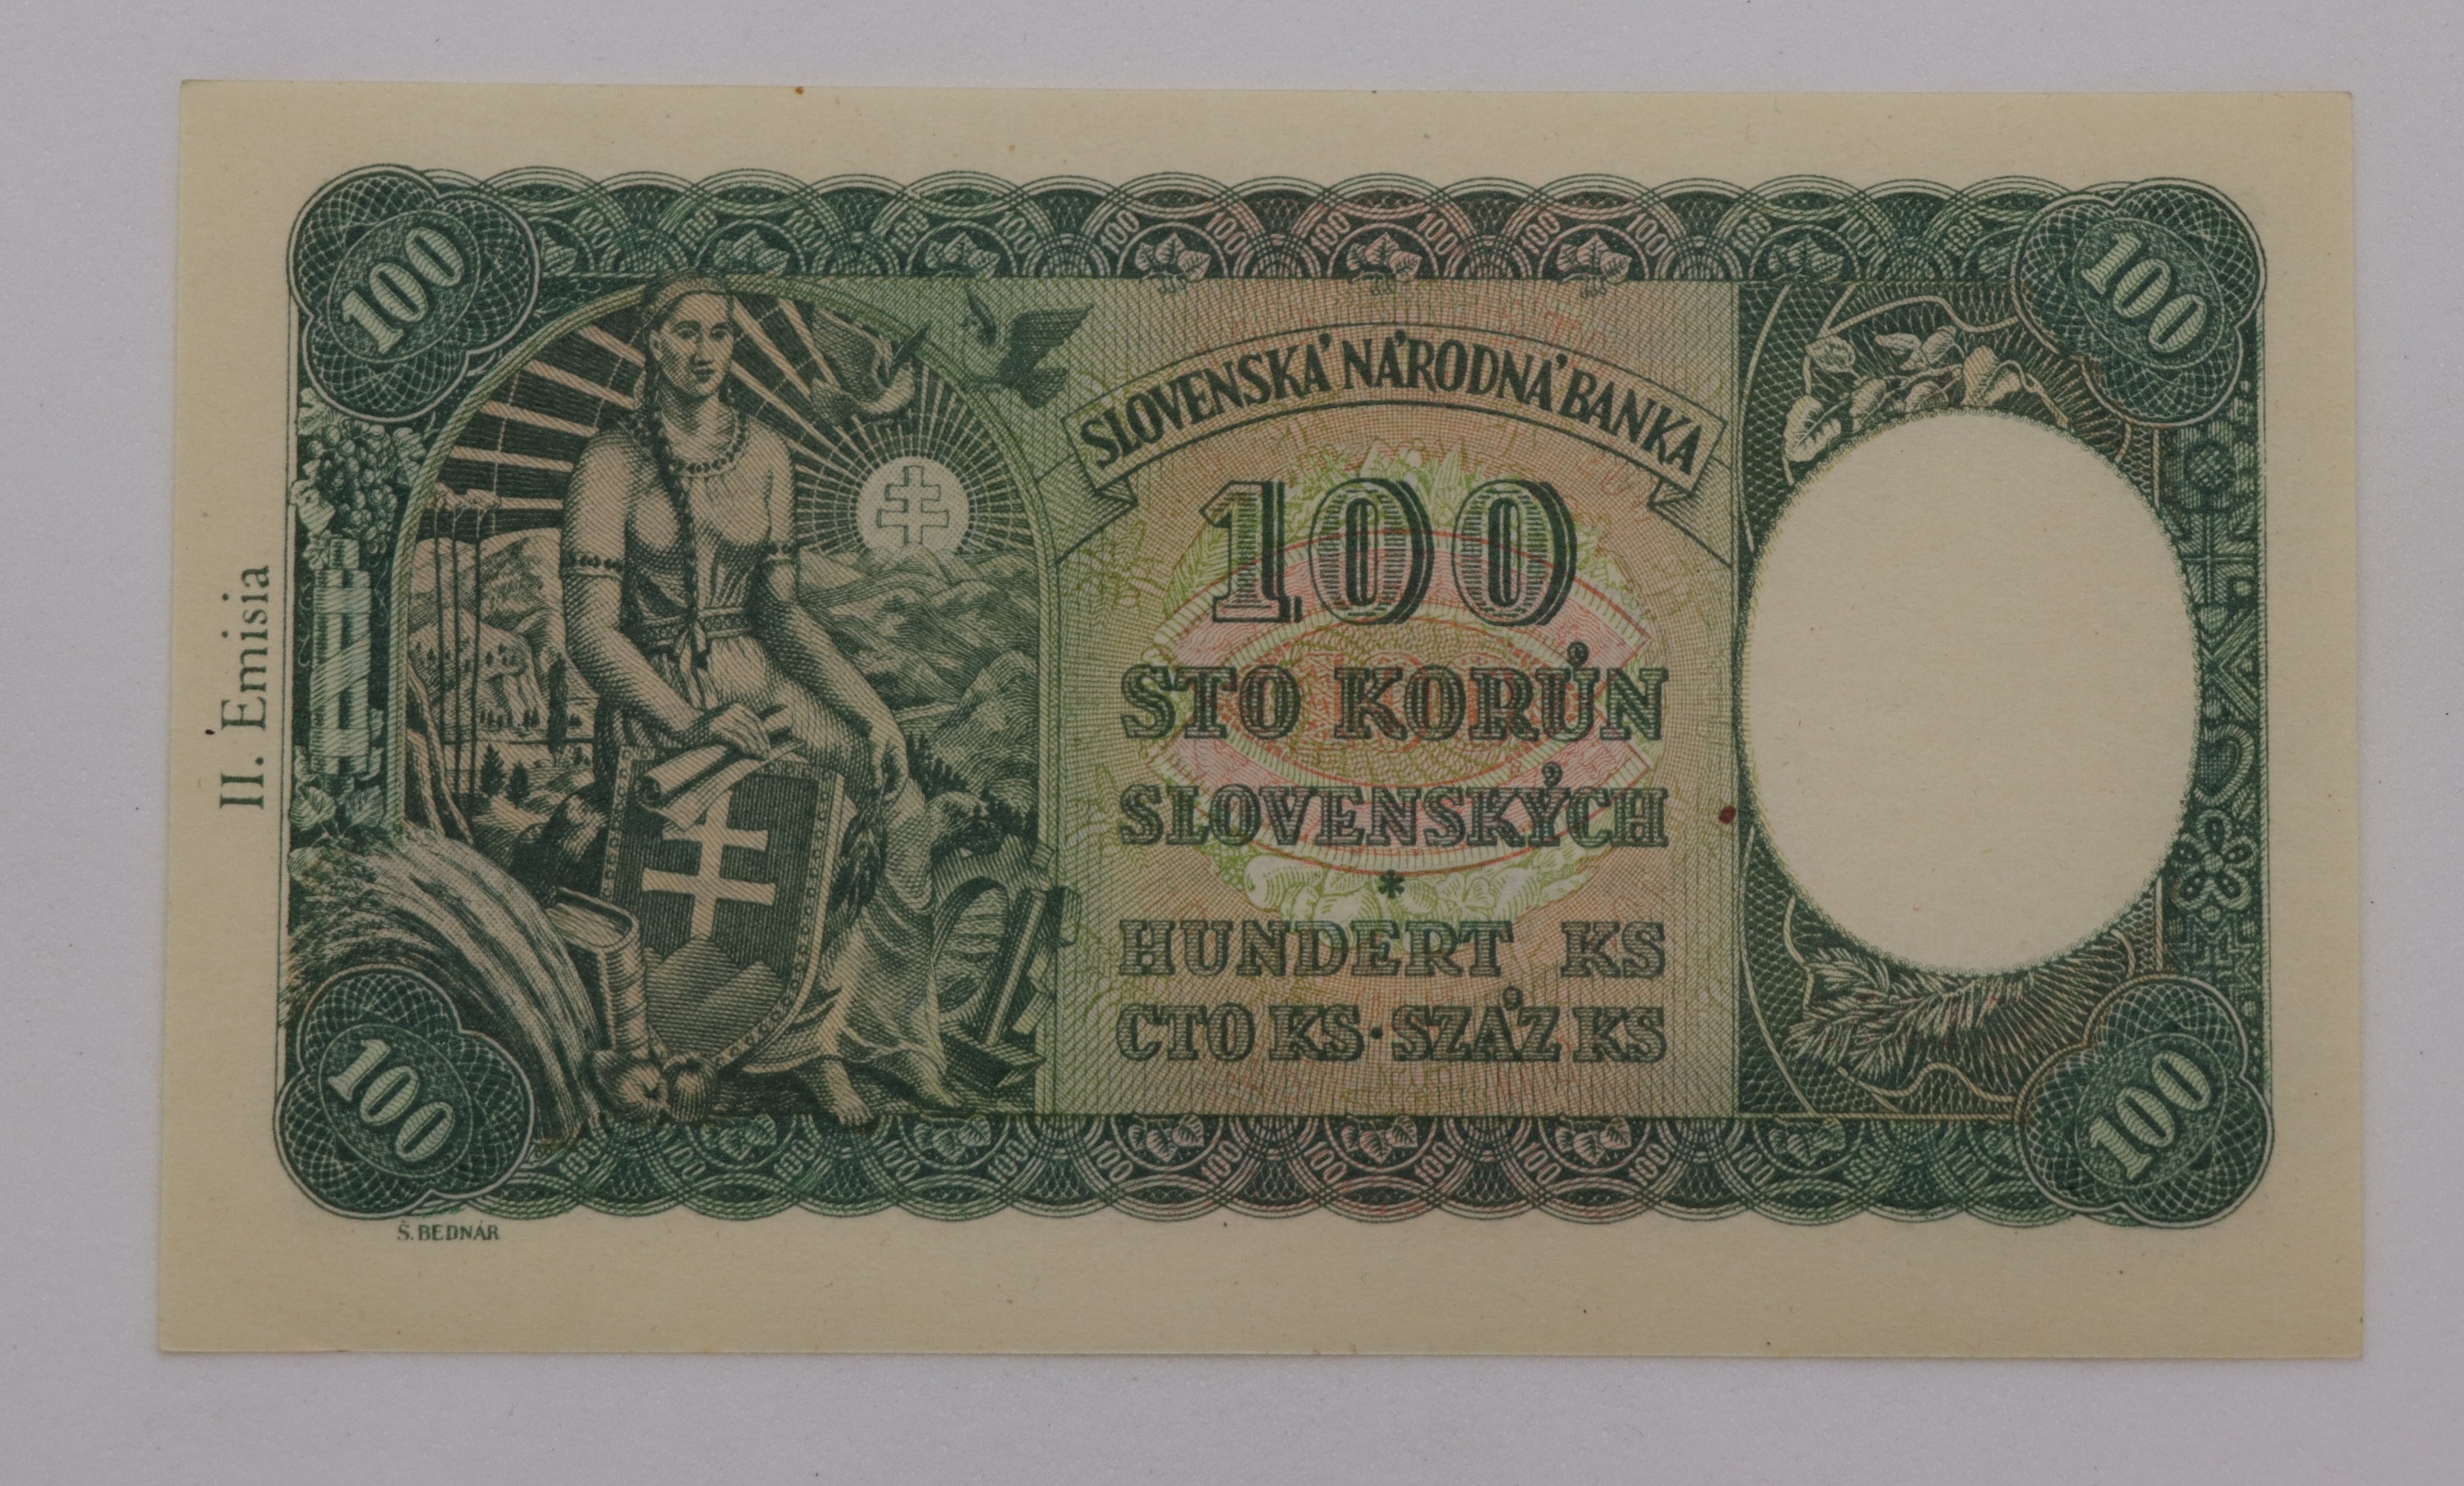 100
100
SLOVENSKÁ NÁRODNÁ BANKA
100
STO KORÚN
SLOVENSKÝCH
*
HUNDERT KS
СТО KS · SZÁZ KS
II. Emisia
100
100
Š. BEDNÁR